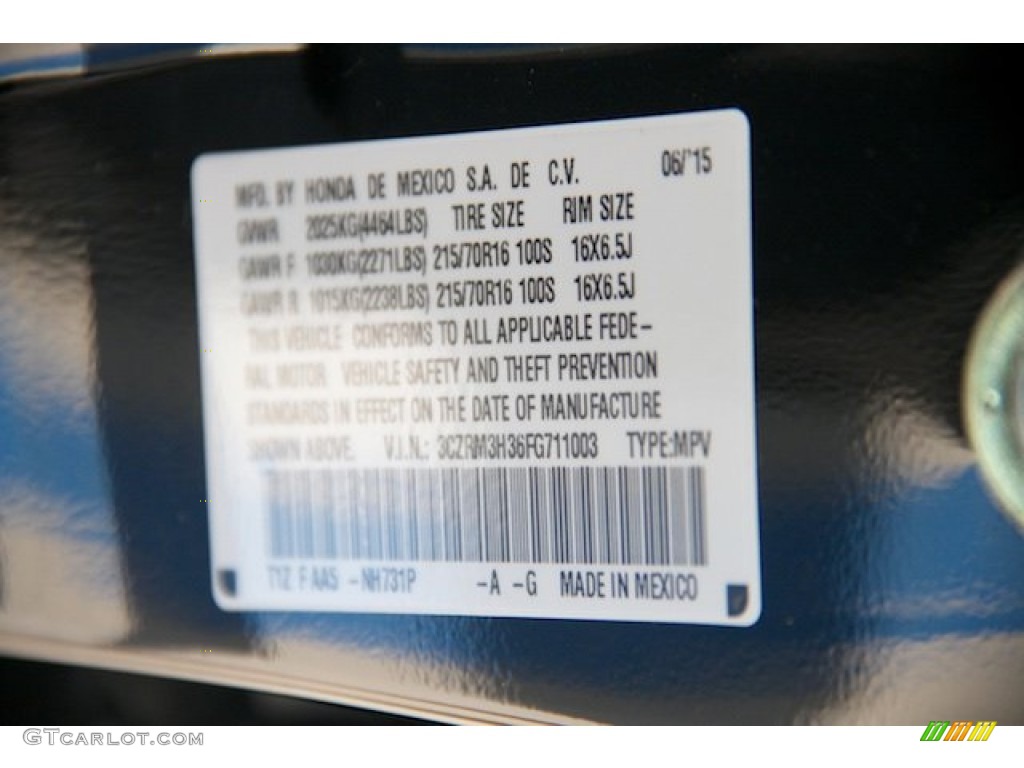 MFD. BY HONDA DE MEXICO S.A. DE C.V. 06/'15
GVWR 2025KG(4464LBS) TIRE SIZE RIM SIZE
GAWR F 1030KG(2271LBS) 215/70R16 100S 16X6.5J
GAWR R 1015KG(2238LBS) 215/70R16 100S 16X6.5J
THIS VEHICLE CONFORMS TO ALL APPLICABLE FEDE-
RAL MOTOR VEHICLE SAFETY AND THEFT PREVENTION
STANDARDS IN EFFECT ON THE DATE OF MANUFACTURE
SHOWN ABOVE. V.I.N.: 3CZRM3H36FG711003 TYPE:MPV
T1Z F AA5 -NH731P -A -G MADE IN MEXICO
GTcarlot.com